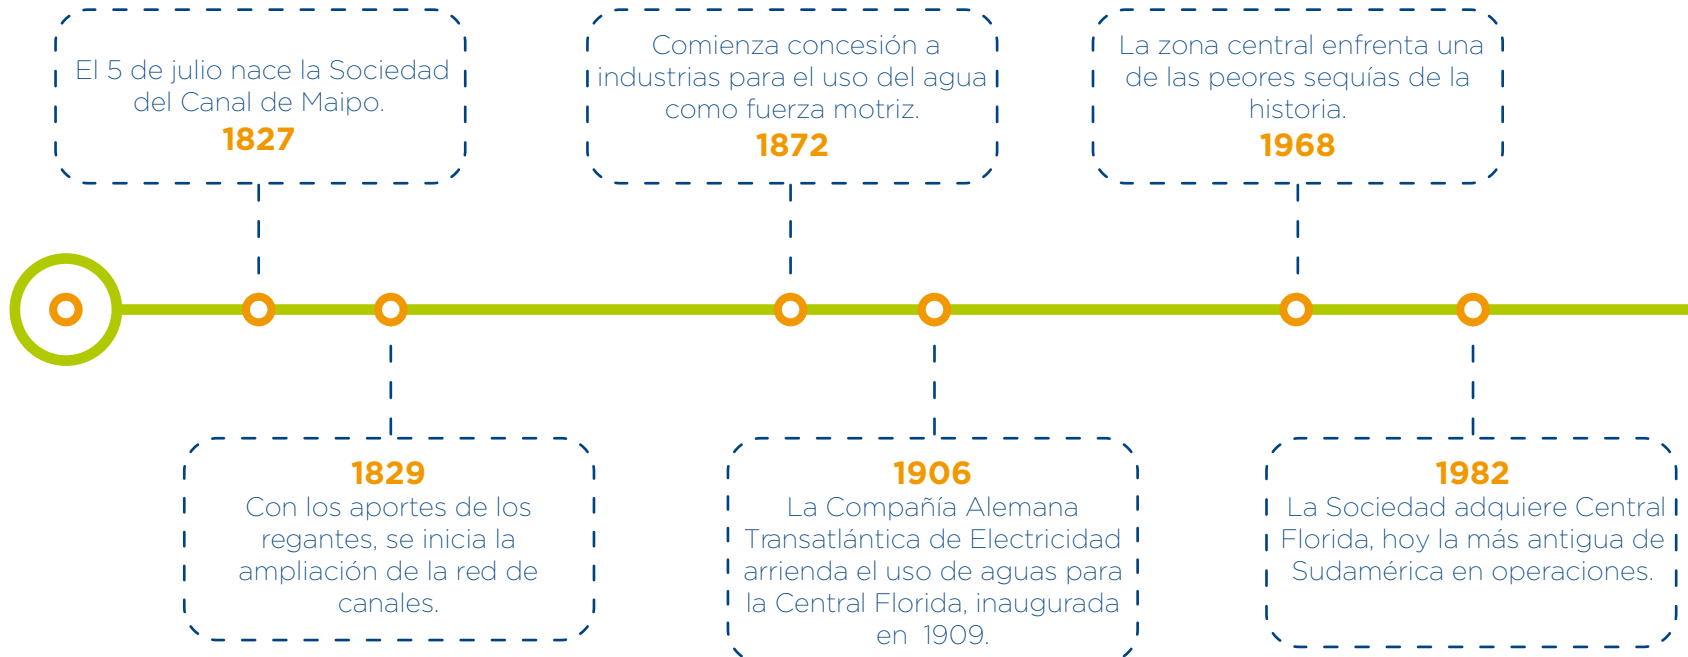 El 5 de julio nace la Sociedad
del Canal de Maipo.
1827
1829
Con los aportes de los
regantes, se inicia la
ampliación de la red de
canales.
Comienza concesión a
industrias para el uso del agua
como fuerza motriz.
1872
1906
La Compañía Alemana
Transatlántica de Electricidad
arrienda el uso de aguas para
la Central Florida, inaugurada
en 1909.
La zona central enfrenta una
de las peores sequías de la
historia.
1968
1982
La Sociedad adquiere Central
Florida, hoy la más antigua de
Sudamérica en operaciones.